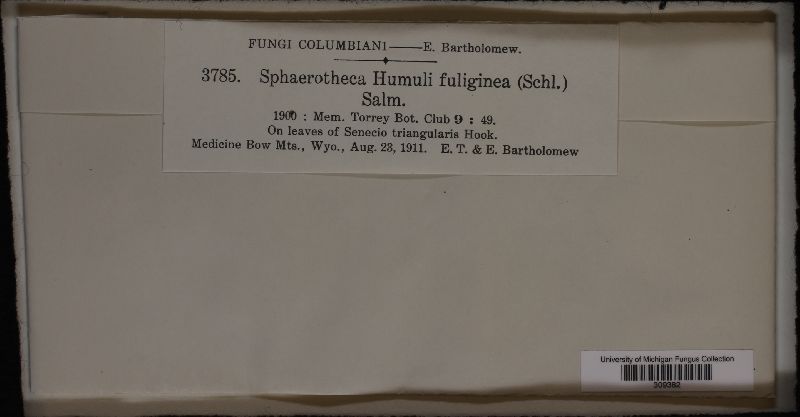 FUNGI COLUMBIANI——E. Bartholomew.
3785. Sphaerotheca Humuli fuliginea (Schl.)
Salm.
1900 : Mem. Torrey Bot. Club 9 : 49.
On leaves of Senecio triangularis Hook.
Medicine Bow Mts., Wyo., Aug. 23, 1911. E. T. & E. Bartholomew
University of Michigan Fungus Collection
309382